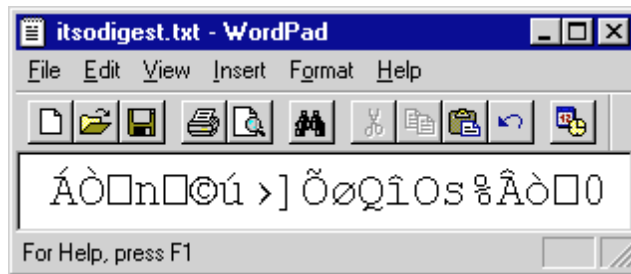 itsodigest.txt - WordPad
File Edit View Insert Format Help
ÁÒ□n□©ú>]ÕøQîOs%Âò□0
For Help, press F1